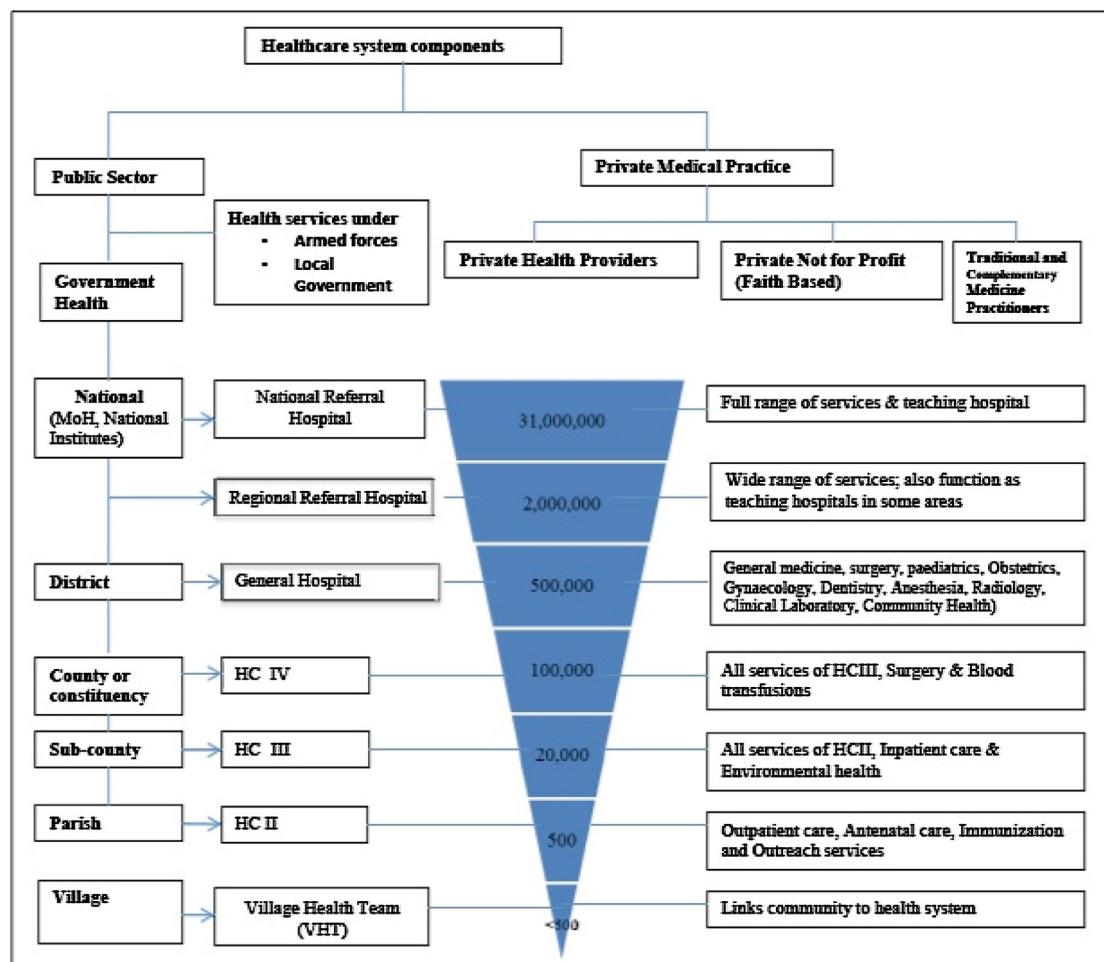 Healthcare system components
Public Sector
Private Medical Practice
Health services under
- Armed forces
- Local
Government
Private Health Providers
Private Not for Profit
(Faith Based)
Traditional and
Complementary
Medicine
Practitioners
Government
Health
National
(MoH, National
Institutes)
National Referral
Hospital
31,000,000
Full range of services & teaching hospital
Regional Referral Hospital
2,000,000
Wide range of services; also function as
teaching hospitals in some areas
District
General Hospital
500,000
General medicine, surgery, paediatrics, Obstetrics,
Gynaecology, Dentistry, Anesthesia, Radiology,
Clinical Laboratory, Community Health)
County or
constituency
HC IV
100,000
All services of HCIII, Surgery & Blood
transfusions
Sub-county
HC III
20,000
All services of HCII, Inpatient care &
Environmental health
Parish
HC II
500
Outpatient care, Antenatal care, Immunization
and Outreach services
Village
Village Health Team
(VHT)
<500
Links community to health system